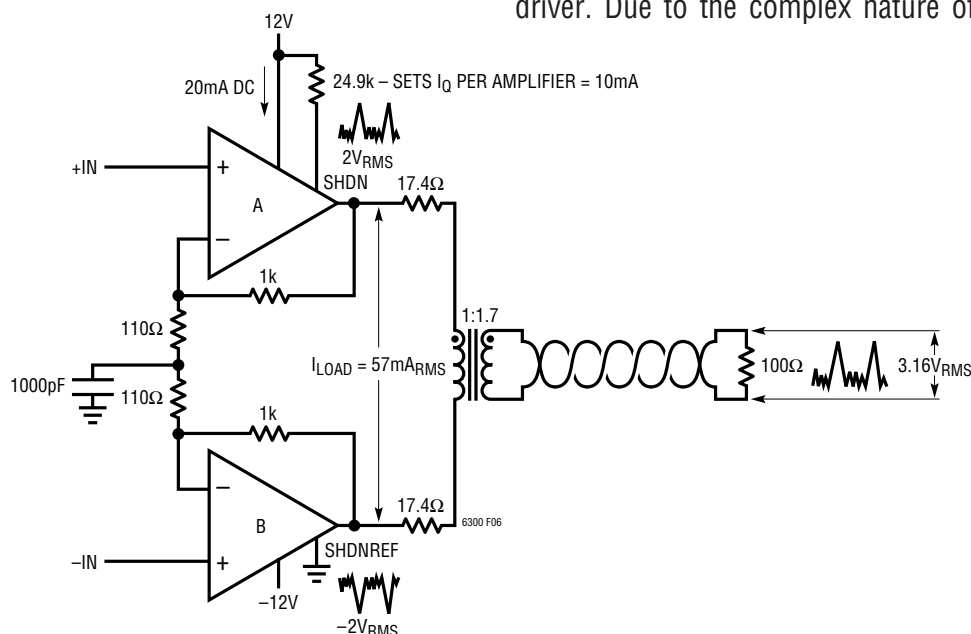 driver. Due to the complex nature of
12V
20mA DC
24.9k – SETS IQ PER AMPLIFIER = 10mA
2VRMS
+IN
+
SHDN
17.4Ω
A
–
1k
1:1.7
110Ω
ILOAD = 57mARMS
100Ω
3.16VRMS
1000pF
110Ω
1k
–
17.4Ω
6300 F06
B
SHDNREF
–IN
+
–12V
–2VRMS